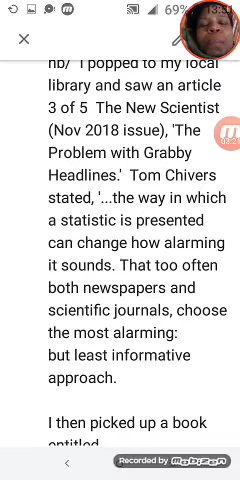 69%
13:31
nb/ I popped to my local
library and saw an article
3 of 5 The New Scientist
(Nov 2018 issue), 'The
Problem with Grabby
Headlines.' Tom Chivers
stated, '...the way in which
a statistic is presented
can change how alarming
it sounds. That too often
both newspapers and
scientific journals, choose
the most alarming:
but least informative
approach.
I then picked up a book
entitled
Recorded by mobizen